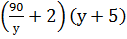 (90/y + 2) (y + 5)